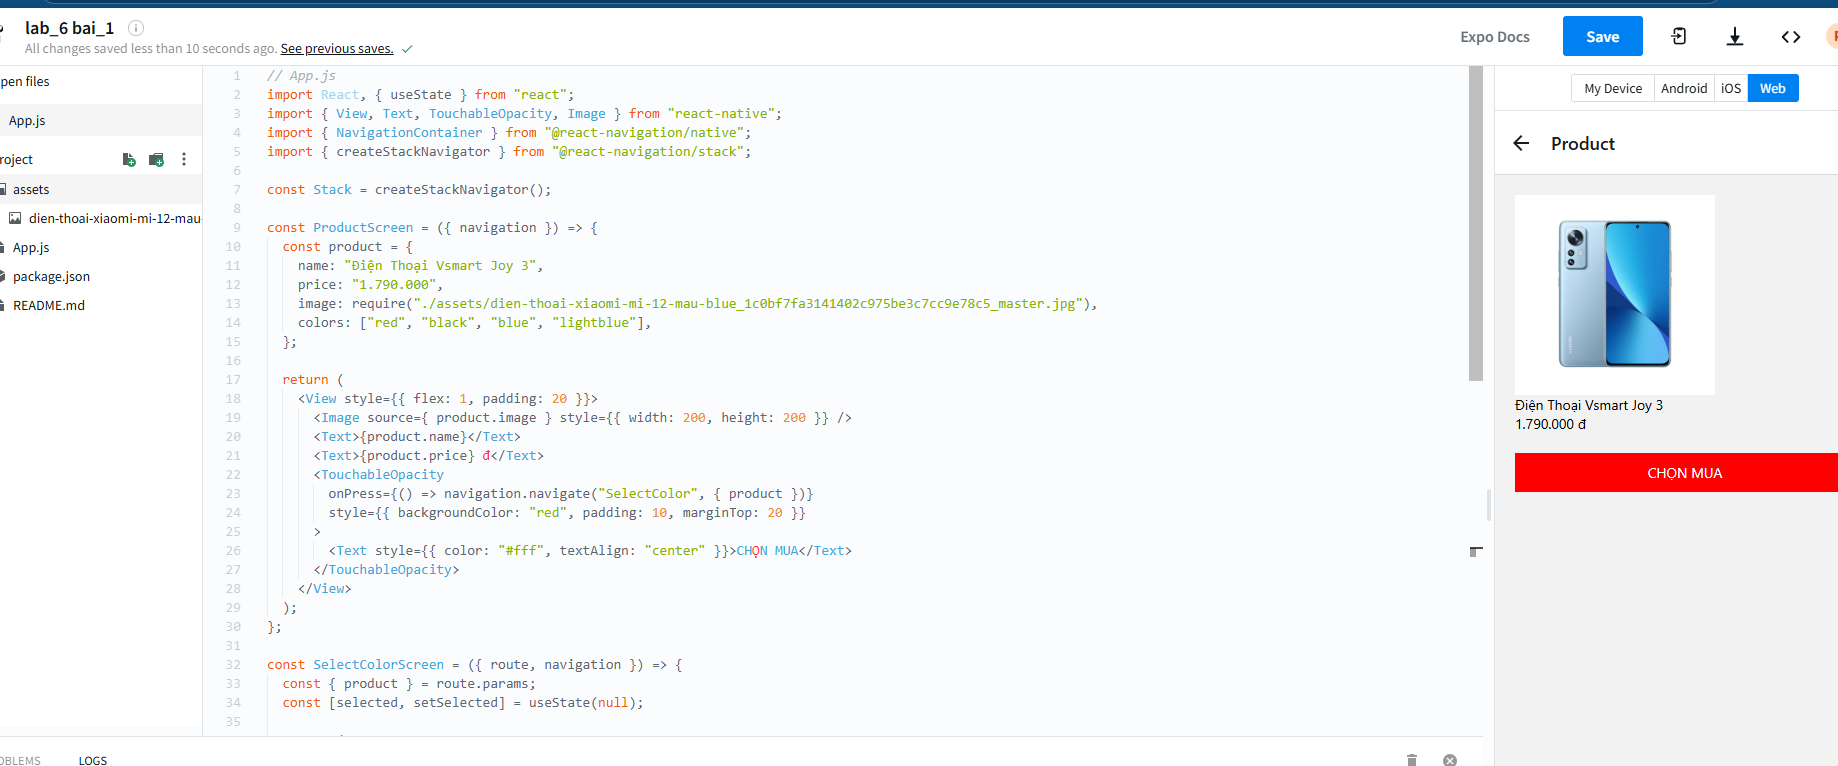 lab_6 bai_1
All changes saved less than 10 seconds ago. See previous saves.
Expo Docs
Save
pen files
App.js
roject
assets
dien-thoai-xiaomi-mi-12-mau
App.js
package.json
README.md
1 // App.js
2 import React, { useState } from "react";
3 import { View, Text, TouchableOpacity, Image } from "react-native";
4 import { NavigationContainer } from "@react-navigation/native";
5 import { createStackNavigator } from "@react-navigation/stack";
6
7 const Stack = createStackNavigator();
8
9 const ProductScreen = ({ navigation }) => {
10 const product = {
11 name: "Điện Thoại Vsmart Joy 3",
12 price: "1.790.000",
13 image: require("./assets/dien-thoai-xiaomi-mi-12-mau-blue_1c0bf7fa3141402c975be3c7cc9e78c5_master.jpg"),
14 colors: ["red", "black", "blue", "lightblue"],
15 };
16
17 return (
18 <View style={{ flex: 1, padding: 20 }}>
19 <Image source={ product.image } style={{ width: 200, height: 200 }} />
20 <Text>{product.name}</Text>
21 <Text>{product.price} đ</Text>
22 <TouchableOpacity
23 onPress={() => navigation.navigate("SelectColor", { product })}
24 style={{ backgroundColor: "red", padding: 10, marginTop: 20 }}
25 >
26 <Text style={{ color: "#fff", textAlign: "center" }}>CHỌN MUA</Text>
27 </TouchableOpacity>
28 </View>
29 );
30 };
31
32 const SelectColorScreen = ({ route, navigation }) => {
33 const { product } = route.params;
34 const [selected, setSelected] = useState(null);
35
OBLEMS
LOGS
My Device
Android
iOS
Web
Product
Điện Thoại Vsmart Joy 3
1.790.000 đ
CHỌN MUA